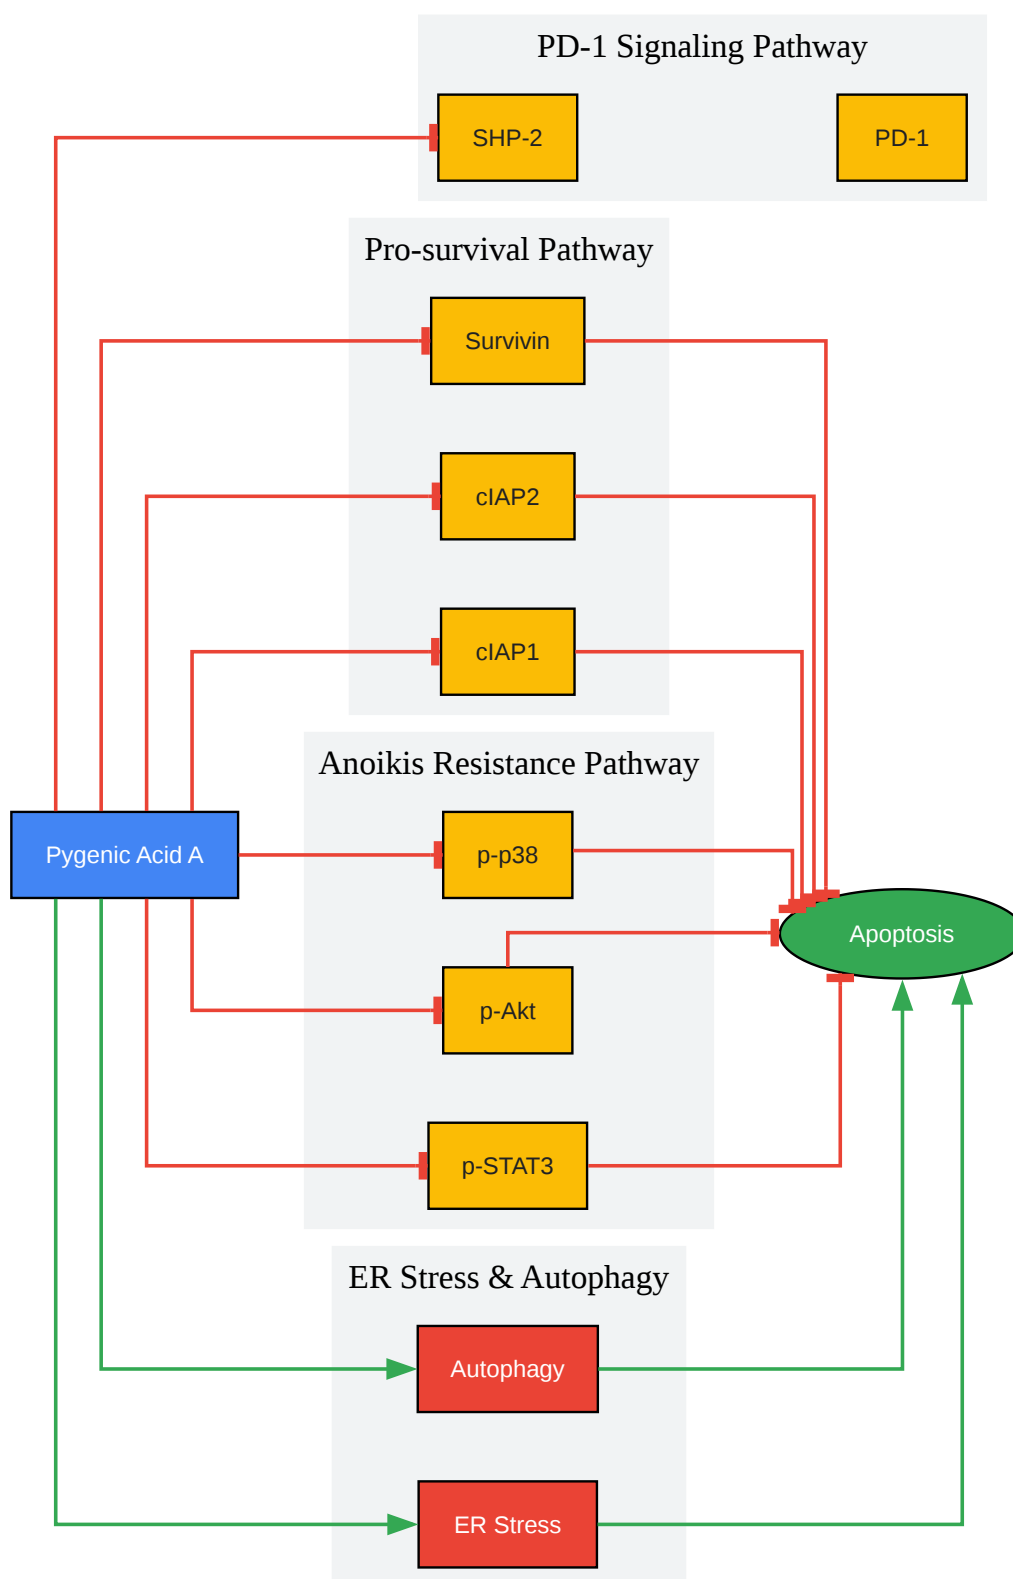 PD-1 Signaling Pathway
SHP-2
PD-1
Pro-survival Pathway
Survivin
cIAP2
cIAP1
Anoikis Resistance Pathway
Pygenic Acid A
p-p38
Apoptosis
p-Akt
p-STAT3
ER Stress & Autophagy
Autophagy
ER Stress